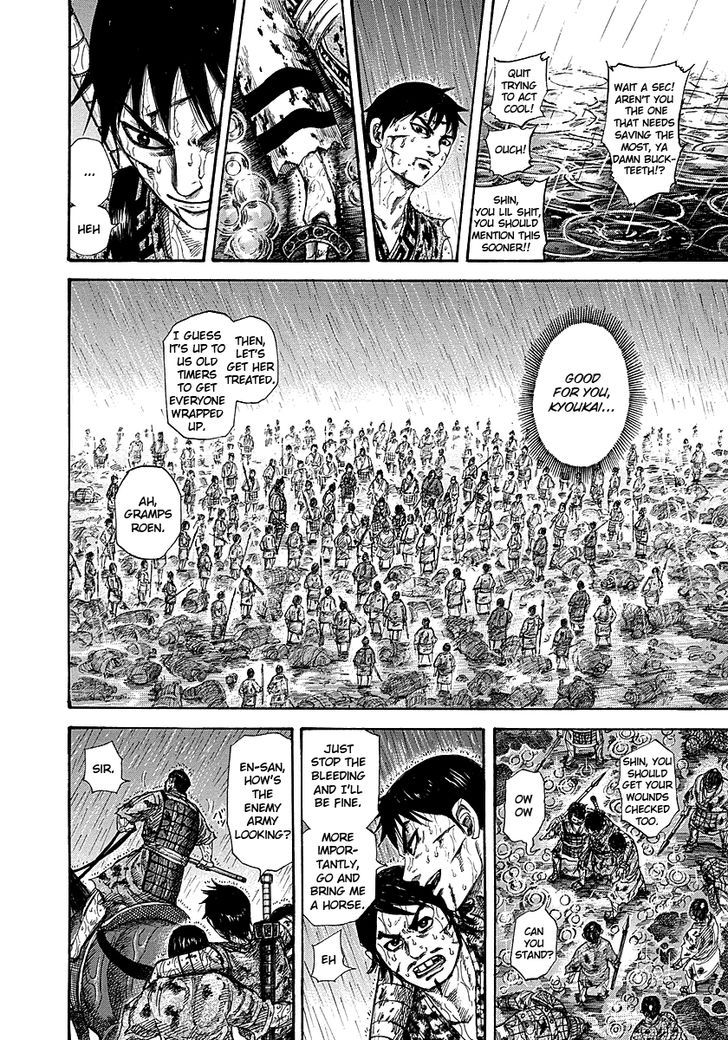 WAIT A SEC!
AREN'T YOU
THE ONE
THAT NEEDS
SAVING
THE
MOST, YA
DAMN BUCK-
TEETH!?
QUIT
TRYING
TO ACT
COOL!
OUCH!
SHIN,
YOU LIL SHIT,
YOU SHOULD
MENTION THIS
SOONER!!
...
HEH
GOOD
FOR YOU,
KYOUKAI...
THEN,
LET'S
GET HER
TREATED.
I GUESS
IT'S UP TO
US OLD
TIMERS
TO GET
EVERYONE
WRAPPED
UP.
AH,
GRAMPS
ROEN.
SHIN, YOU
SHOULD
GET YOUR
WOUNDS
CHECKED
TOO.
OW
OW
CAN
YOU
STAND?
JUST
STOP THE
BLEEDING
AND I'LL
BE FINE.
MORE
IMPOR-
TANTLY,
GO AND
BRING ME
A HORSE.
EH
EN-SAN,
HOW'S
THE
ENEMY
ARMY
LOOKING?
SIR.